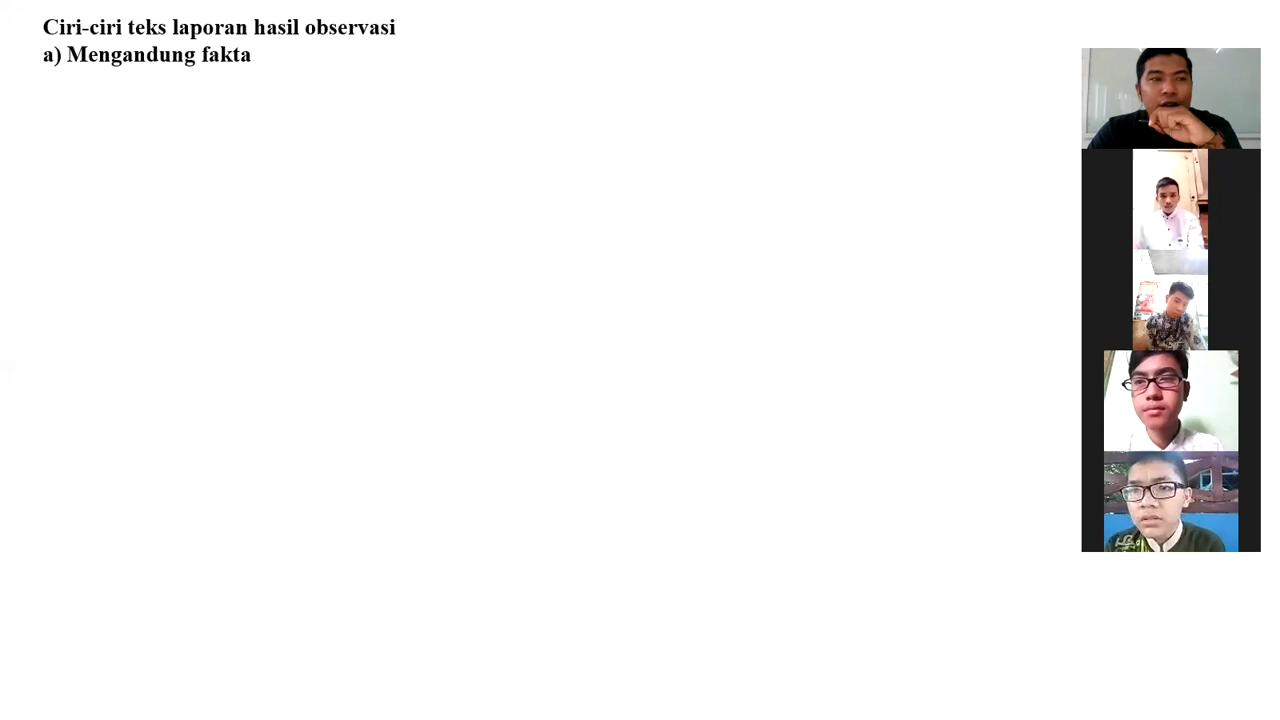 Ciri-ciri teks laporan hasil observasi
a) Mengandung fakta